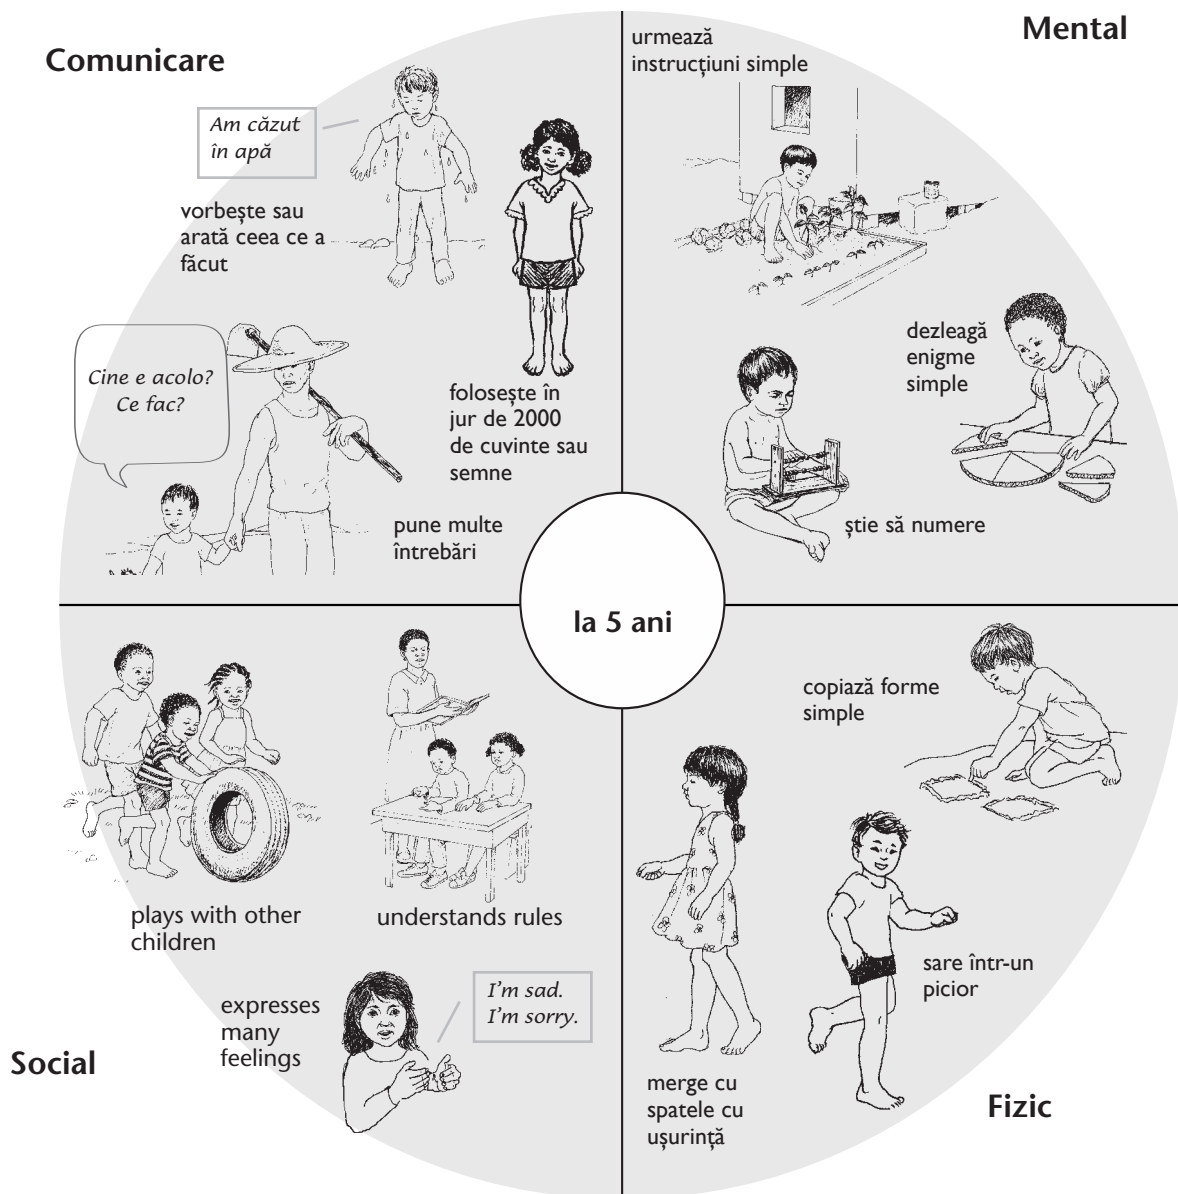 Comunicare
Am căzut
în apă
vorbește sau
arată ceea ce a
făcut
folosește în
jur de 2000
de cuvinte sau
semne
Cine e acolo?
Ce fac?
pune multe
întrebări
Mental
urmează
instrucțiuni simple
dezleagă
enigme
simple
știe să numere
la 5 ani
plays with other
children
understands rules
expresses
many
feelings
I'm sad.
I'm sorry.
Social
copiază forme
simple
sare într-un
picior
merge cu
spatele cu
ușurință
Fizic